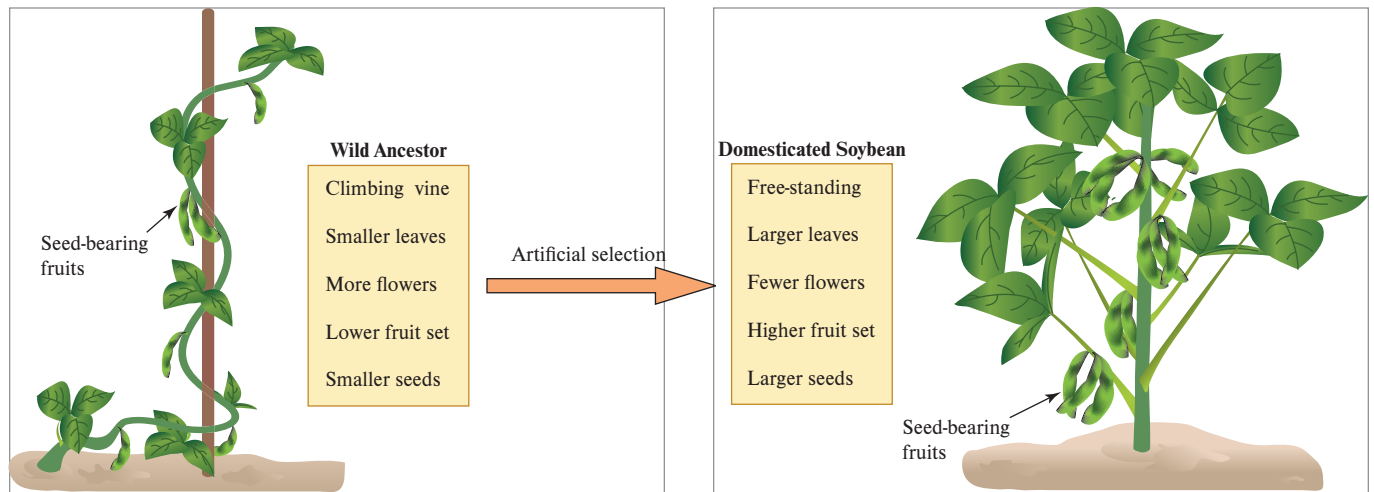 Wild Ancestor
Climbing vine
Smaller leaves
More flowers
Lower fruit set
Smaller seeds
Seed-bearing
fruits
Artificial selection
Domesticated Soybean
Free-standing
Larger leaves
Fewer flowers
Higher fruit set
Larger seeds
Seed-bearing
fruits